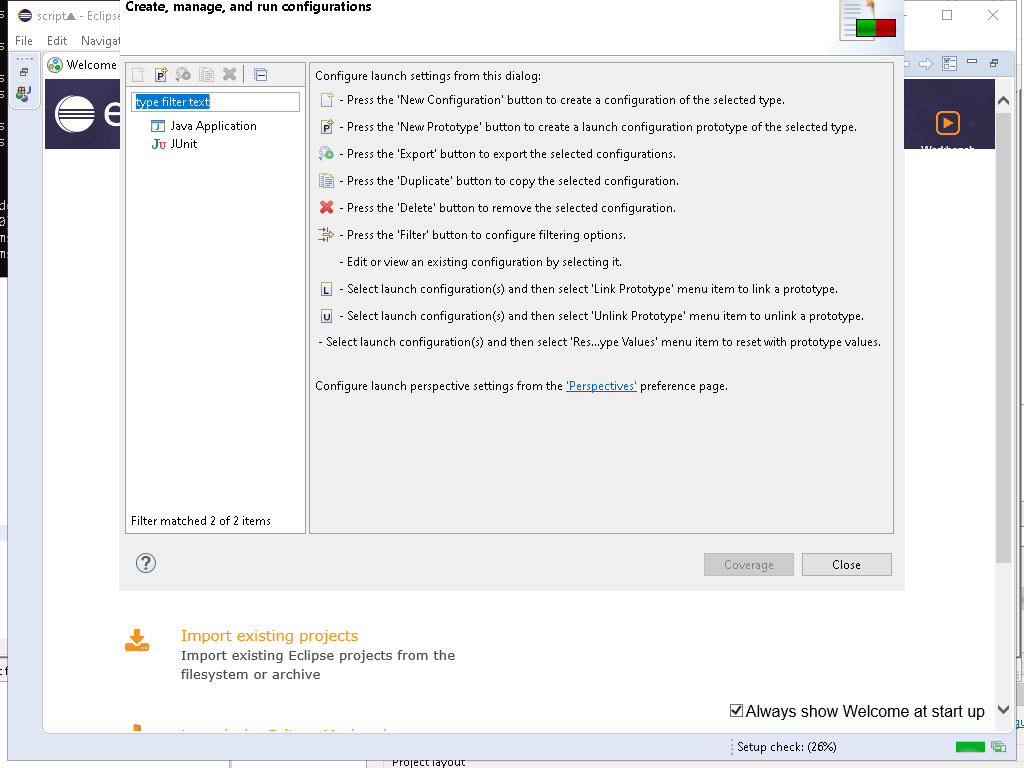 Create, manage, and run configurations
script - Eclipse
File Edit Navigat
Welcome
type filter text
Java Application
JUnit
Filter matched 2 of 2 items
Configure launch settings from this dialog:
- Press the 'New Configuration' button to create a configuration of the selected type.
- Press the 'New Prototype' button to create a launch configuration prototype of the selected type.
- Press the 'Export' button to export the selected configurations.
- Press the 'Duplicate' button to copy the selected configuration.
- Press the 'Delete' button to remove the selected configuration.
- Press the 'Filter' button to configure filtering options.
- Edit or view an existing configuration by selecting it.
- Select launch configuration(s) and then select 'Link Prototype' menu item to link a prototype.
- Select launch configuration(s) and then select 'Unlink Prototype' menu item to unlink a prototype.
- Select launch configuration(s) and then select 'Res...ype Values' menu item to reset with prototype values.
Configure launch perspective settings from the 'Perspectives' preference page.
Coverage Close
Import existing projects
Import existing Eclipse projects from the
filesystem or archive
Always show Welcome at start up
Setup check: (26%)
Project layout